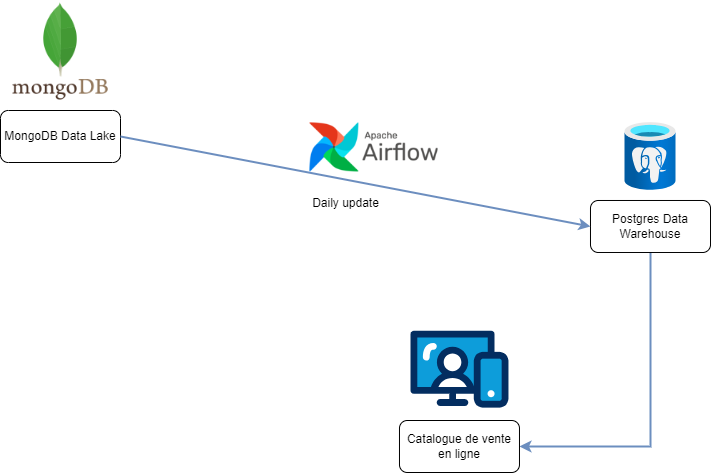 mongoDB
MongoDB Data Lake
Apache
Airflow
Daily update
Postgres Data
Warehouse
Catalogue de vente
en ligne